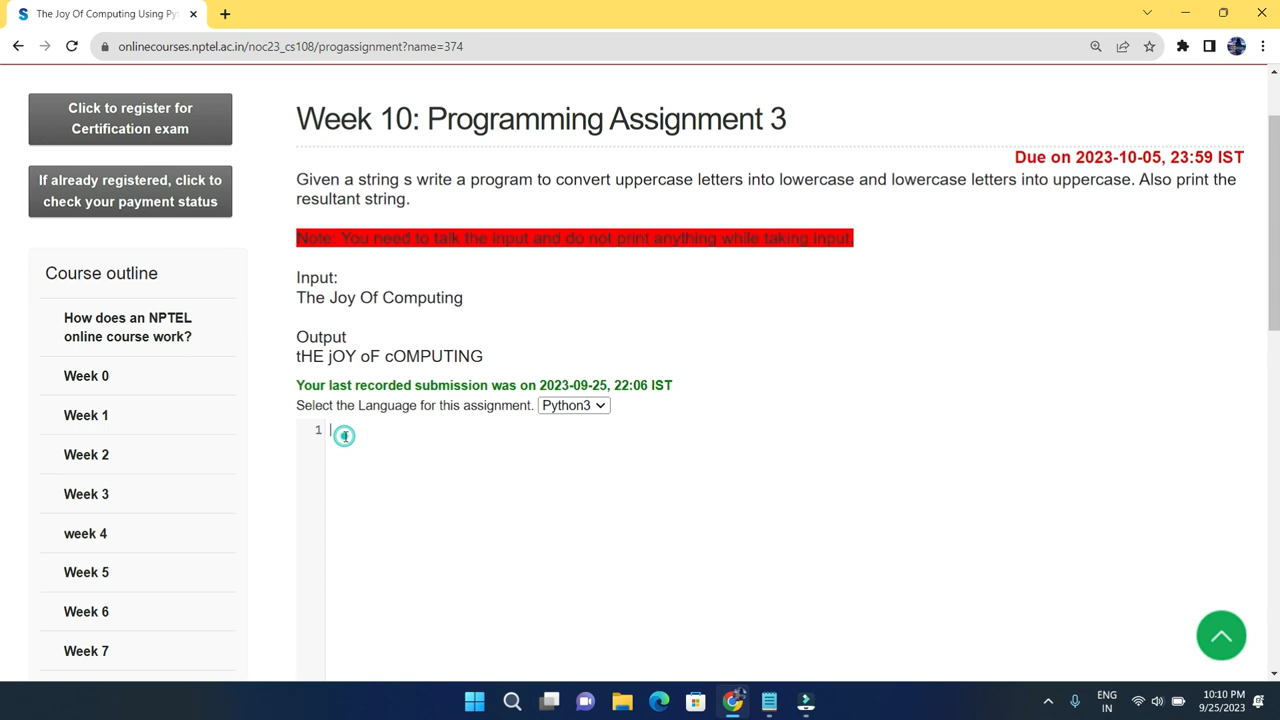 The Joy Of Computing Using Py
onlinecourses.nptel.ac.in/noc23_cs108/progassignment?name=374
Click to register for
Certification exam
If already registered, click to
check your payment status
Course outline
How does an NPTEL
online course work?
Week 0
Week 1
Week 2
Week 3
week 4
Week 5
Week 6
Week 7
Week 10: Programming Assignment 3
Due on 2023-10-05, 23:59 IST
Given a string s write a program to convert uppercase letters into lowercase and lowercase letters into uppercase. Also print the
resultant string.
Note: You need to talk the input and do not print anything while taking input.
Input:
The Joy Of Computing
Output
tHE jOY oF cOMPUTING
Your last recorded submission was on 2023-09-25, 22:06 IST
Select the Language for this assignment. Python3
1
ENG
IN
10:10 PM
9/25/2023